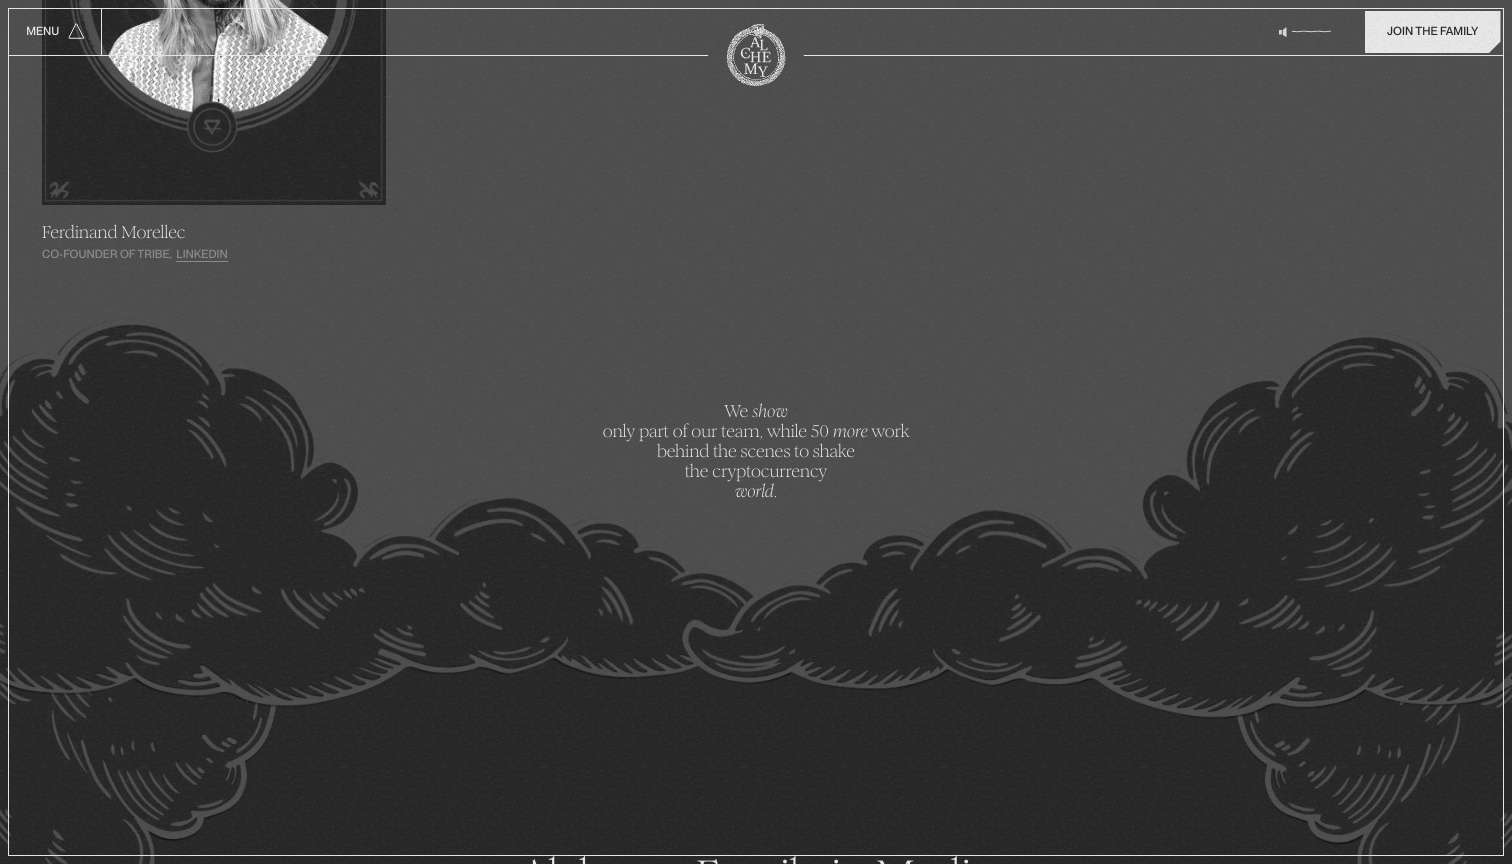 MENU
AL
CHE
MY
JOIN THE FAMILY
Ferdinand Morellec
CO-FOUNDER OF TRIBE, LINKEDIN
We show
only part of our team, while 50 more work
behind the scenes to shake
the cryptocurrency
world.